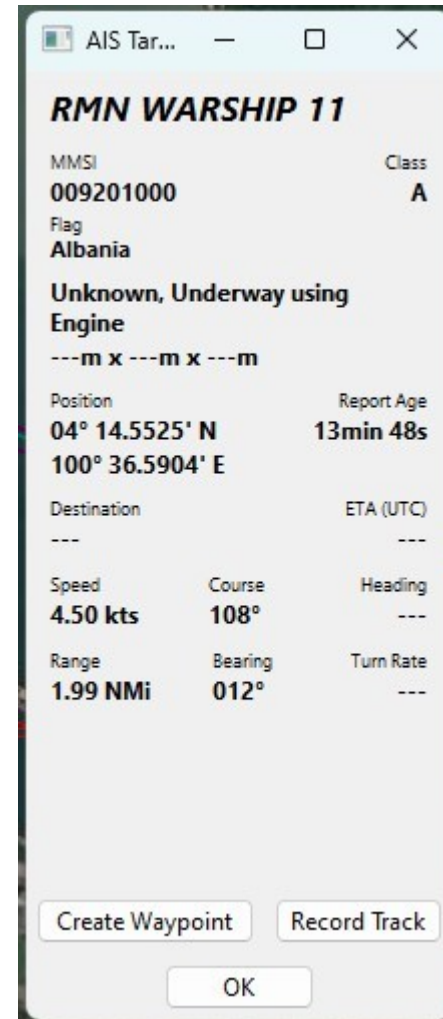 AIS Tar...
RMN WARSHIP 11
MMSI Class
009201000 A
Flag
Albania
Unknown, Underway using
Engine
---m x ---m x ---m
Position Report Age
04° 14.5525' N 13min 48s
100° 36.5904' E
Destination ETA (UTC)
--- ---
Speed Course Heading
4.50 kts 108° ---
Range Bearing Turn Rate
1.99 NMi 012° ---
Create Waypoint Record Track
OK